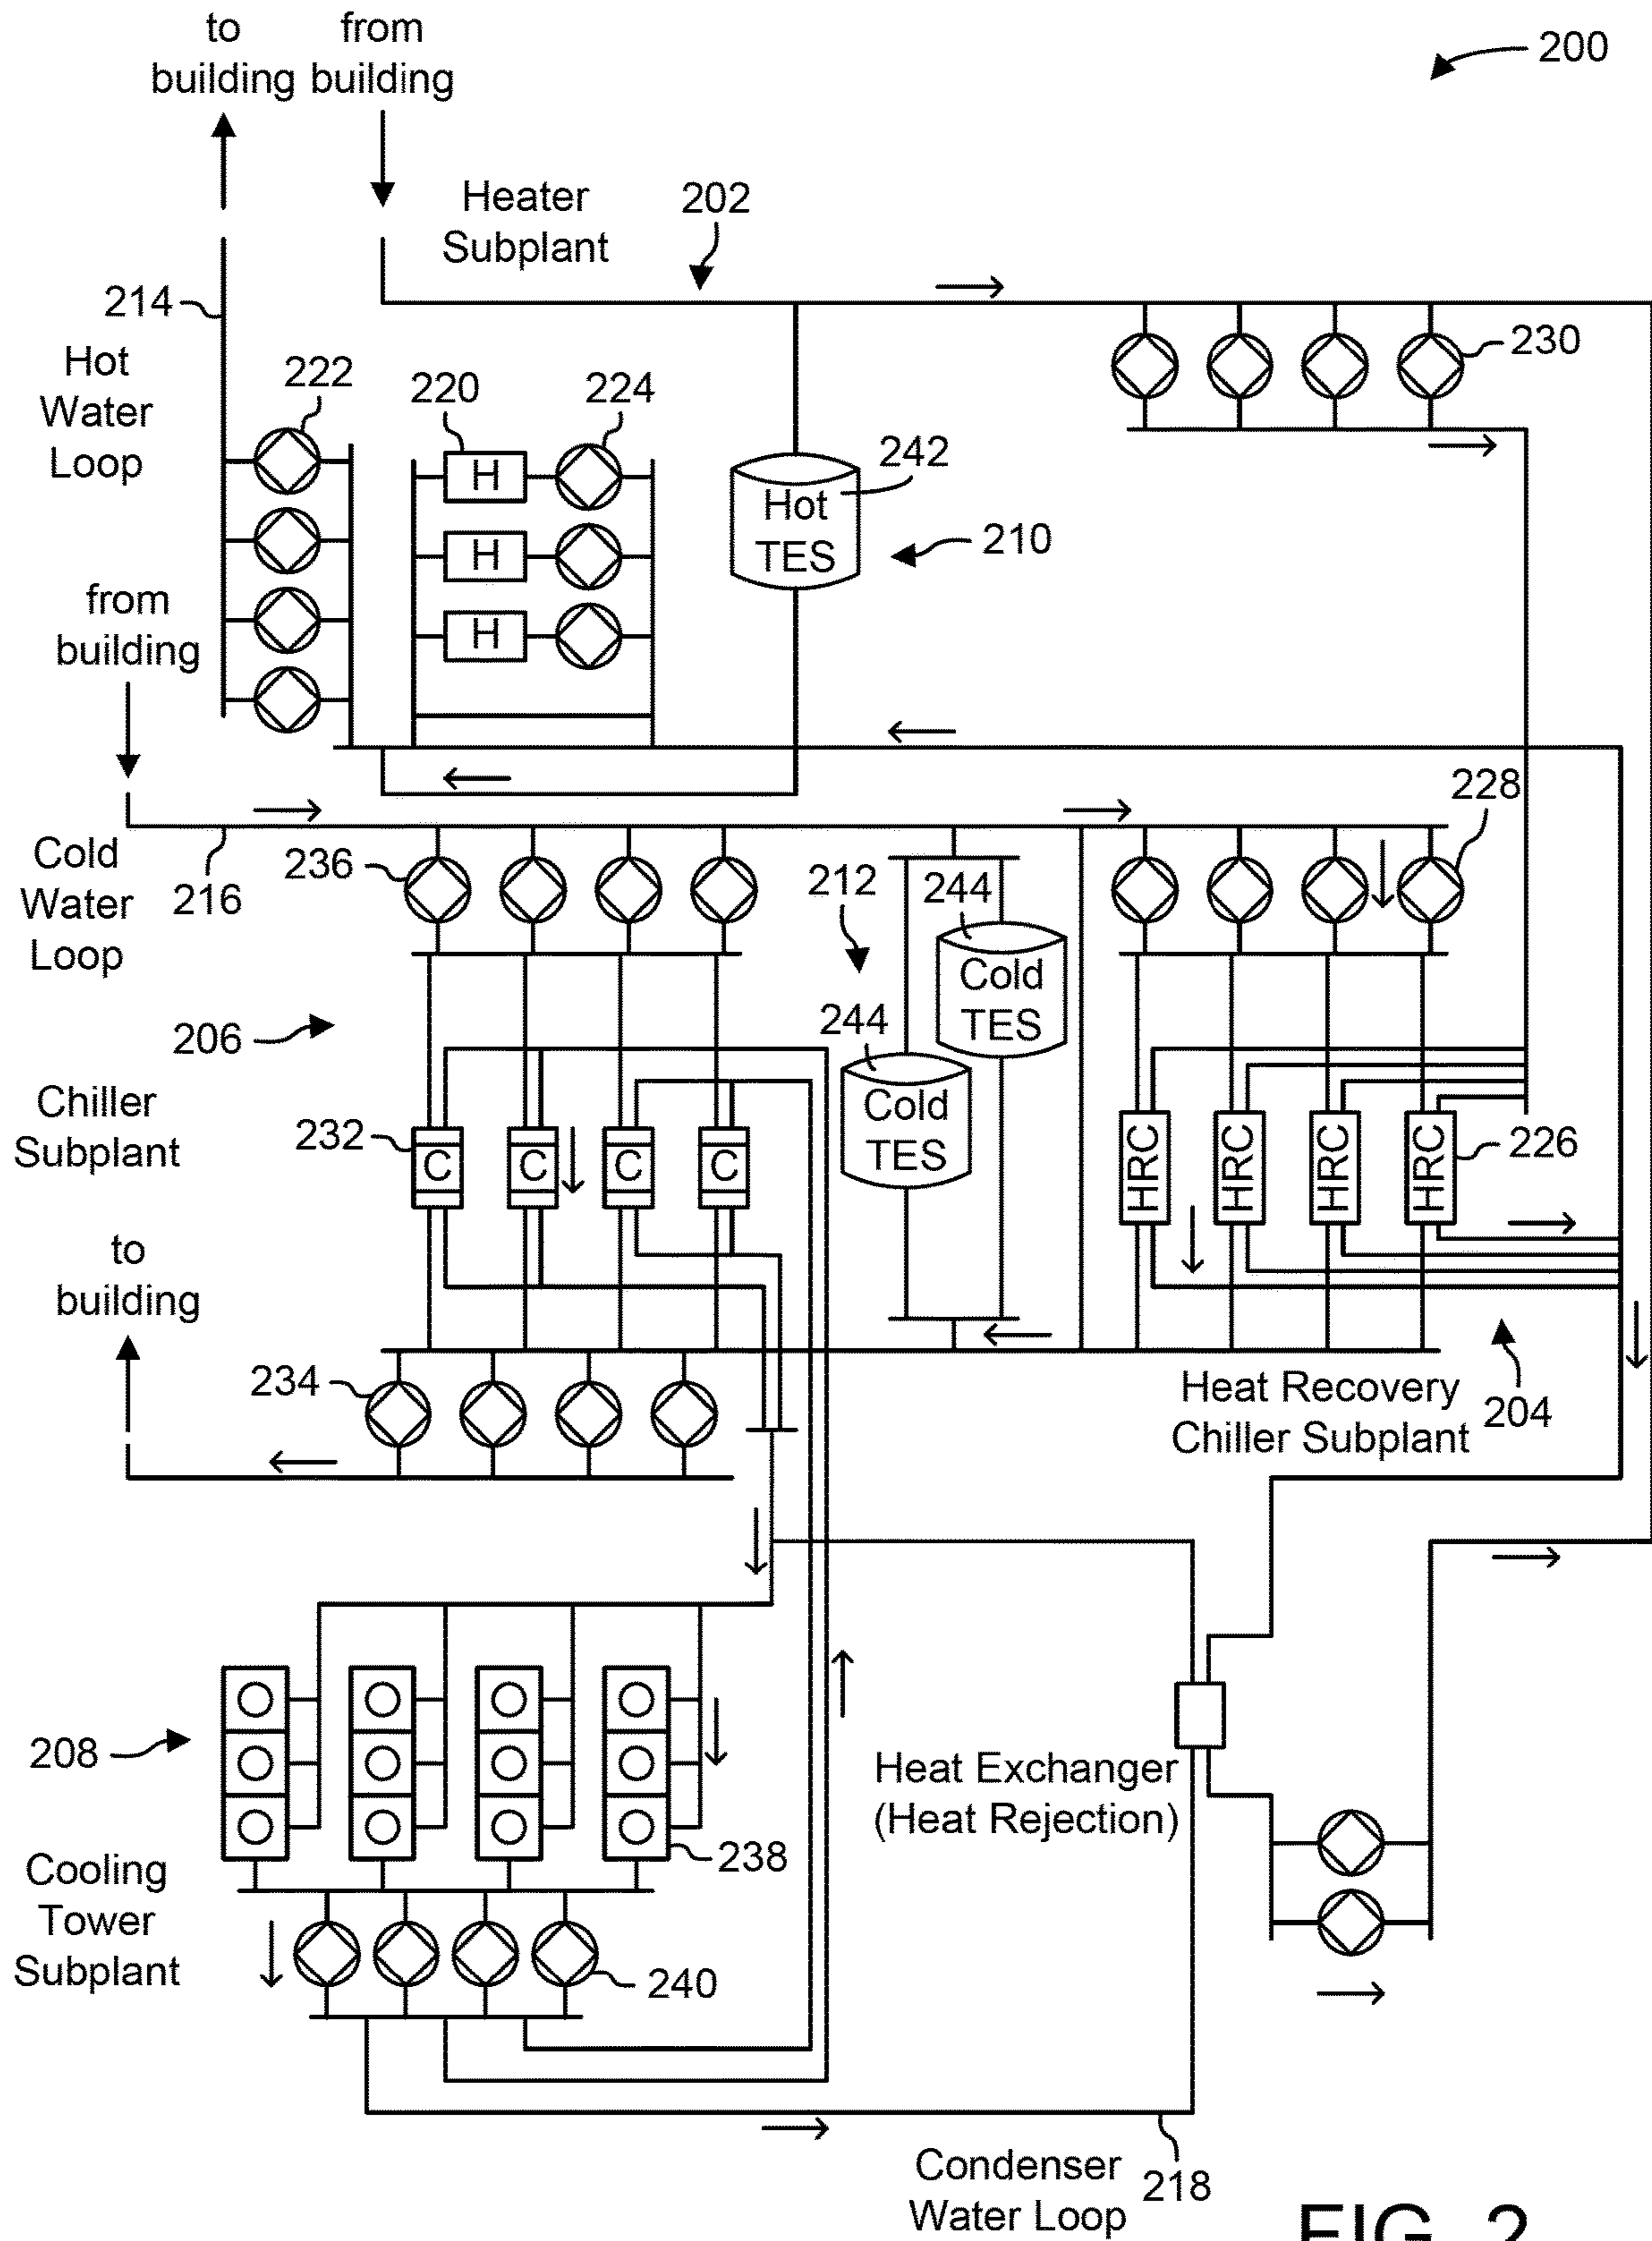 to
building
from
building
200
Heater
Subplant
202
214
Hot
Water
Loop
222
220
224
H
H
H
Hot
TES
242
210
230
from
building
Cold
Water
Loop
216
236
212
244
Cold
TES
244
Cold
TES
228
206
Chiller
Subplant
232
C
C
C
C
HRC
HRC
HRC
HRC
226
to
building
234
Heat Recovery
Chiller Subplant
204
208
Cooling
Tower
Subplant
238
240
Heat Exchanger
(Heat Rejection)
Condenser
Water Loop
218
FIG. 2